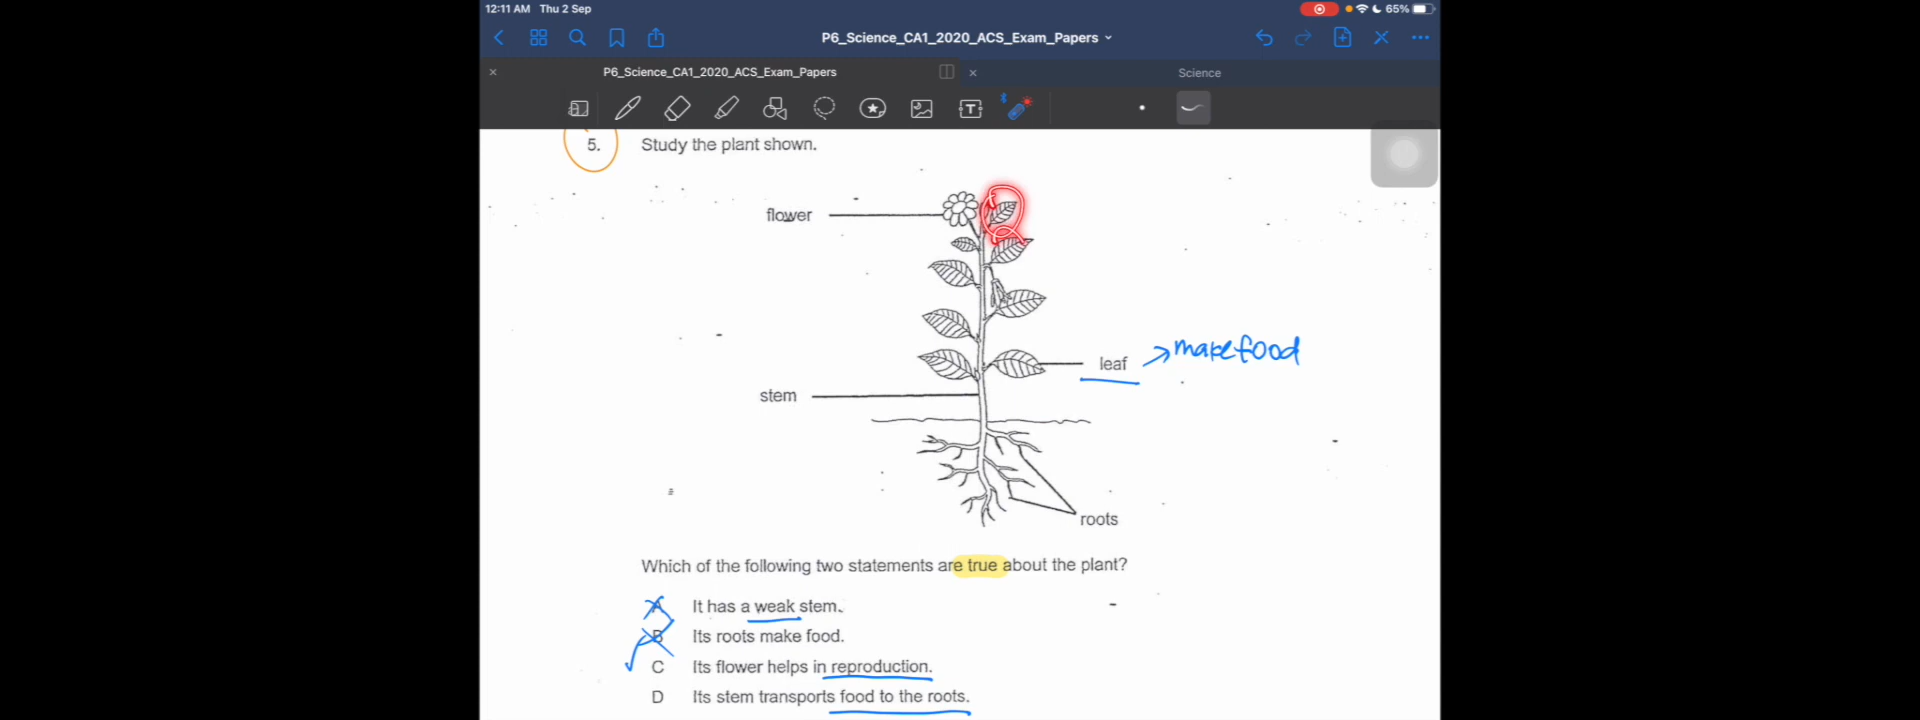 12:11 AM Thu 2 Sep
65%
P6_Science_CA1_2020_ACS_Exam_Papers
P6_Science_CA1_2020_ACS_Exam_Papers
Science
5. Study the plant shown.
flower
leaf → make food
stem
roots
Which of the following two statements are true about the plant?
A It has a weak stem.
B Its roots make food.
C Its flower helps in reproduction.
D Its stem transports food to the roots.